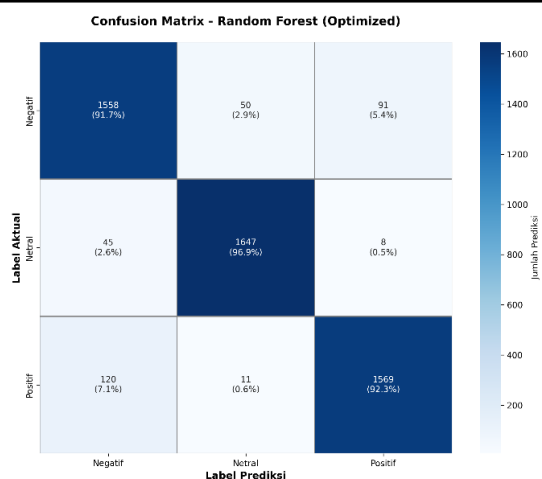 Confusion Matrix - Random Forest (Optimized)
Label Aktual
Negatif
1558
(91.7%)
50
(2.9%)
91
(5.4%)
Netral
45
(2.6%)
1647
(96.9%)
8
(0.5%)
Positif
120
(7.1%)
11
(0.6%)
1569
(92.3%)
Negatif
Netral
Positif
Label Prediksi
1600
1400
1200
1000
800
600
400
200
Jumlah Prediksi